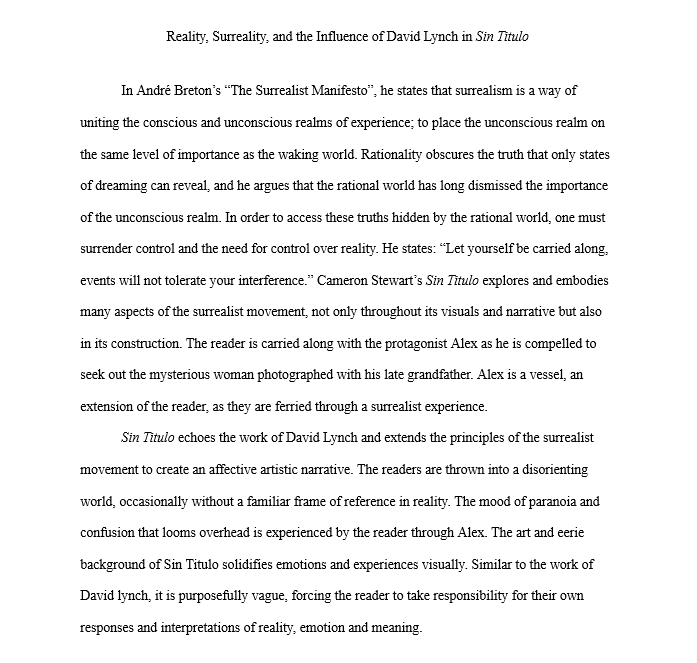 Reality, Surreality, and the Influence of David Lynch in Sin Titulo
In André Breton’s “The Surrealist Manifesto”, he states that surrealism is a way of
uniting the conscious and unconscious realms of experience; to place the unconscious realm on
the same level of importance as the waking world. Rationality obscures the truth that only states
of dreaming can reveal, and he argues that the rational world has long dismissed the importance
of the unconscious realm. In order to access these truths hidden by the rational world, one must
surrender control and the need for control over reality. He states: “Let yourself be carried along,
events will not tolerate your interference.” Cameron Stewart’s Sin Titulo explores and embodies
many aspects of the surrealist movement, not only throughout its visuals and narrative but also
in its construction. The reader is carried along with the protagonist Alex as he is compelled to
seek out the mysterious woman photographed with his late grandfather. Alex is a vessel, an
extension of the reader, as they are ferried through a surrealist experience.
Sin Titulo echoes the work of David Lynch and extends the principles of the surrealist
movement to create an affective artistic narrative. The readers are thrown into a disorienting
world, occasionally without a familiar frame of reference in reality. The mood of paranoia and
confusion that looms overhead is experienced by the reader through Alex. The art and eerie
background of Sin Titulo solidifies emotions and experiences visually. Similar to the work of
David lynch, it is purposefully vague, forcing the reader to take responsibility for their own
responses and interpretations of reality, emotion and meaning.